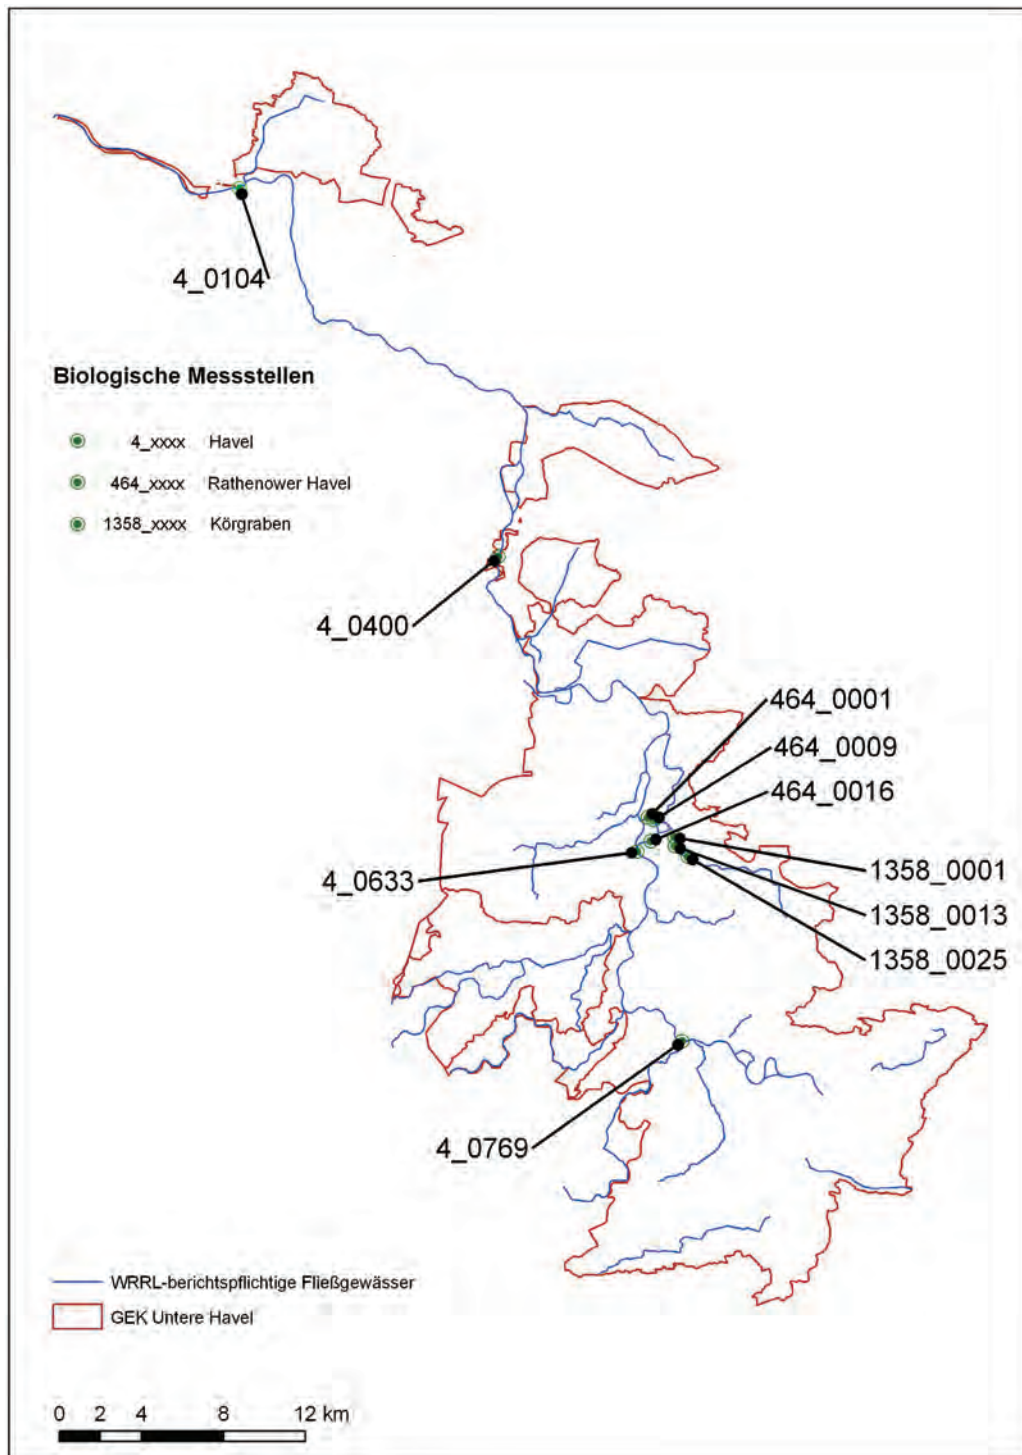 4_0104
Biologische Messstellen
4_xxxx Havel
464_xxxx Rathenower Havel
1358_xxxx Körgraben
4_0400
464_0001
464_0009
464_0016
4_0633
1358_0001
1358_0013
1358_0025
4_0769
WRRL-berichtspflichtige Fließgewässer
GEK Untere Havel
0 2 4 8 12 km